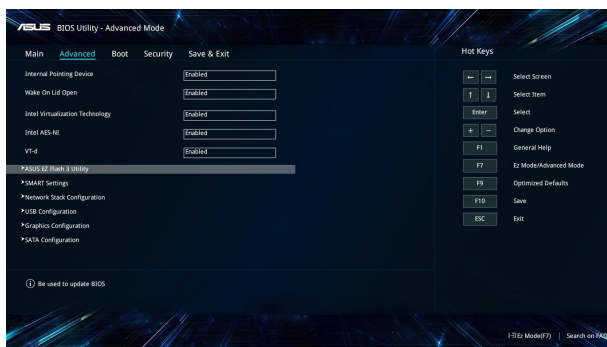 ASUS BIOS Utility - Advanced Mode
Main Advanced Boot Security Save & Exit
Internal Pointing Device Enabled
Wake On Lid Open Enabled
Intel Virtualization Technology Enabled
Intel AES-NI Enabled
VT-d Enabled
ASUS EZ Flash 3 Utility
SMART Settings
Network Stack Configuration
USB Configuration
Graphics Configuration
SATA Configuration
Be used to update BIOS
Hot Keys
← → Select Screen
↑ ↓ Select Item
Enter Select
+ − Change Option
F1 General Help
F7 Ez Mode/Advanced Mode
F9 Optimized Defaults
F10 Save
ESC Exit
Ez Mode(F7) | Search on FAQ